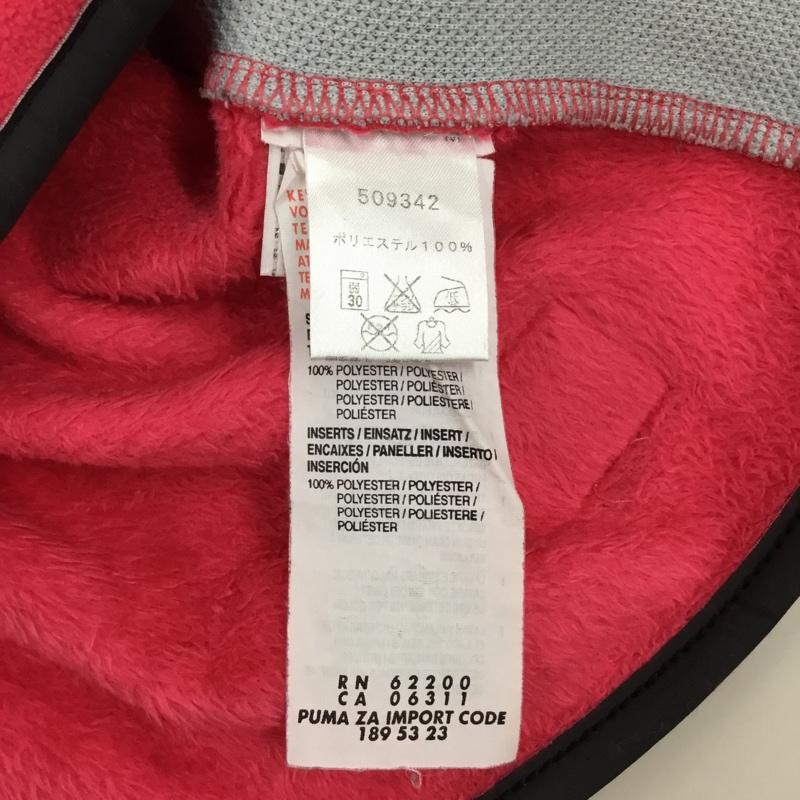 509342
ポリエステル100%
30
100% POLYESTER / POLYESTER /
POLYESTER / POLIÉSTER /
POLYESTER / POLIESTERE /
POLIÉSTER
INSERTS / EINSATZ / INSERT /
ENCAIXES / PANELLER / INSERTO /
INSERCIÓN
100% POLYESTER / POLYESTER /
POLYESTER / POLIÉSTER /
POLYESTER / POLIESTERE /
POLIÉSTER
RN 62200
CA 06311
PUMA ZA IMPORT CODE
189 53 23